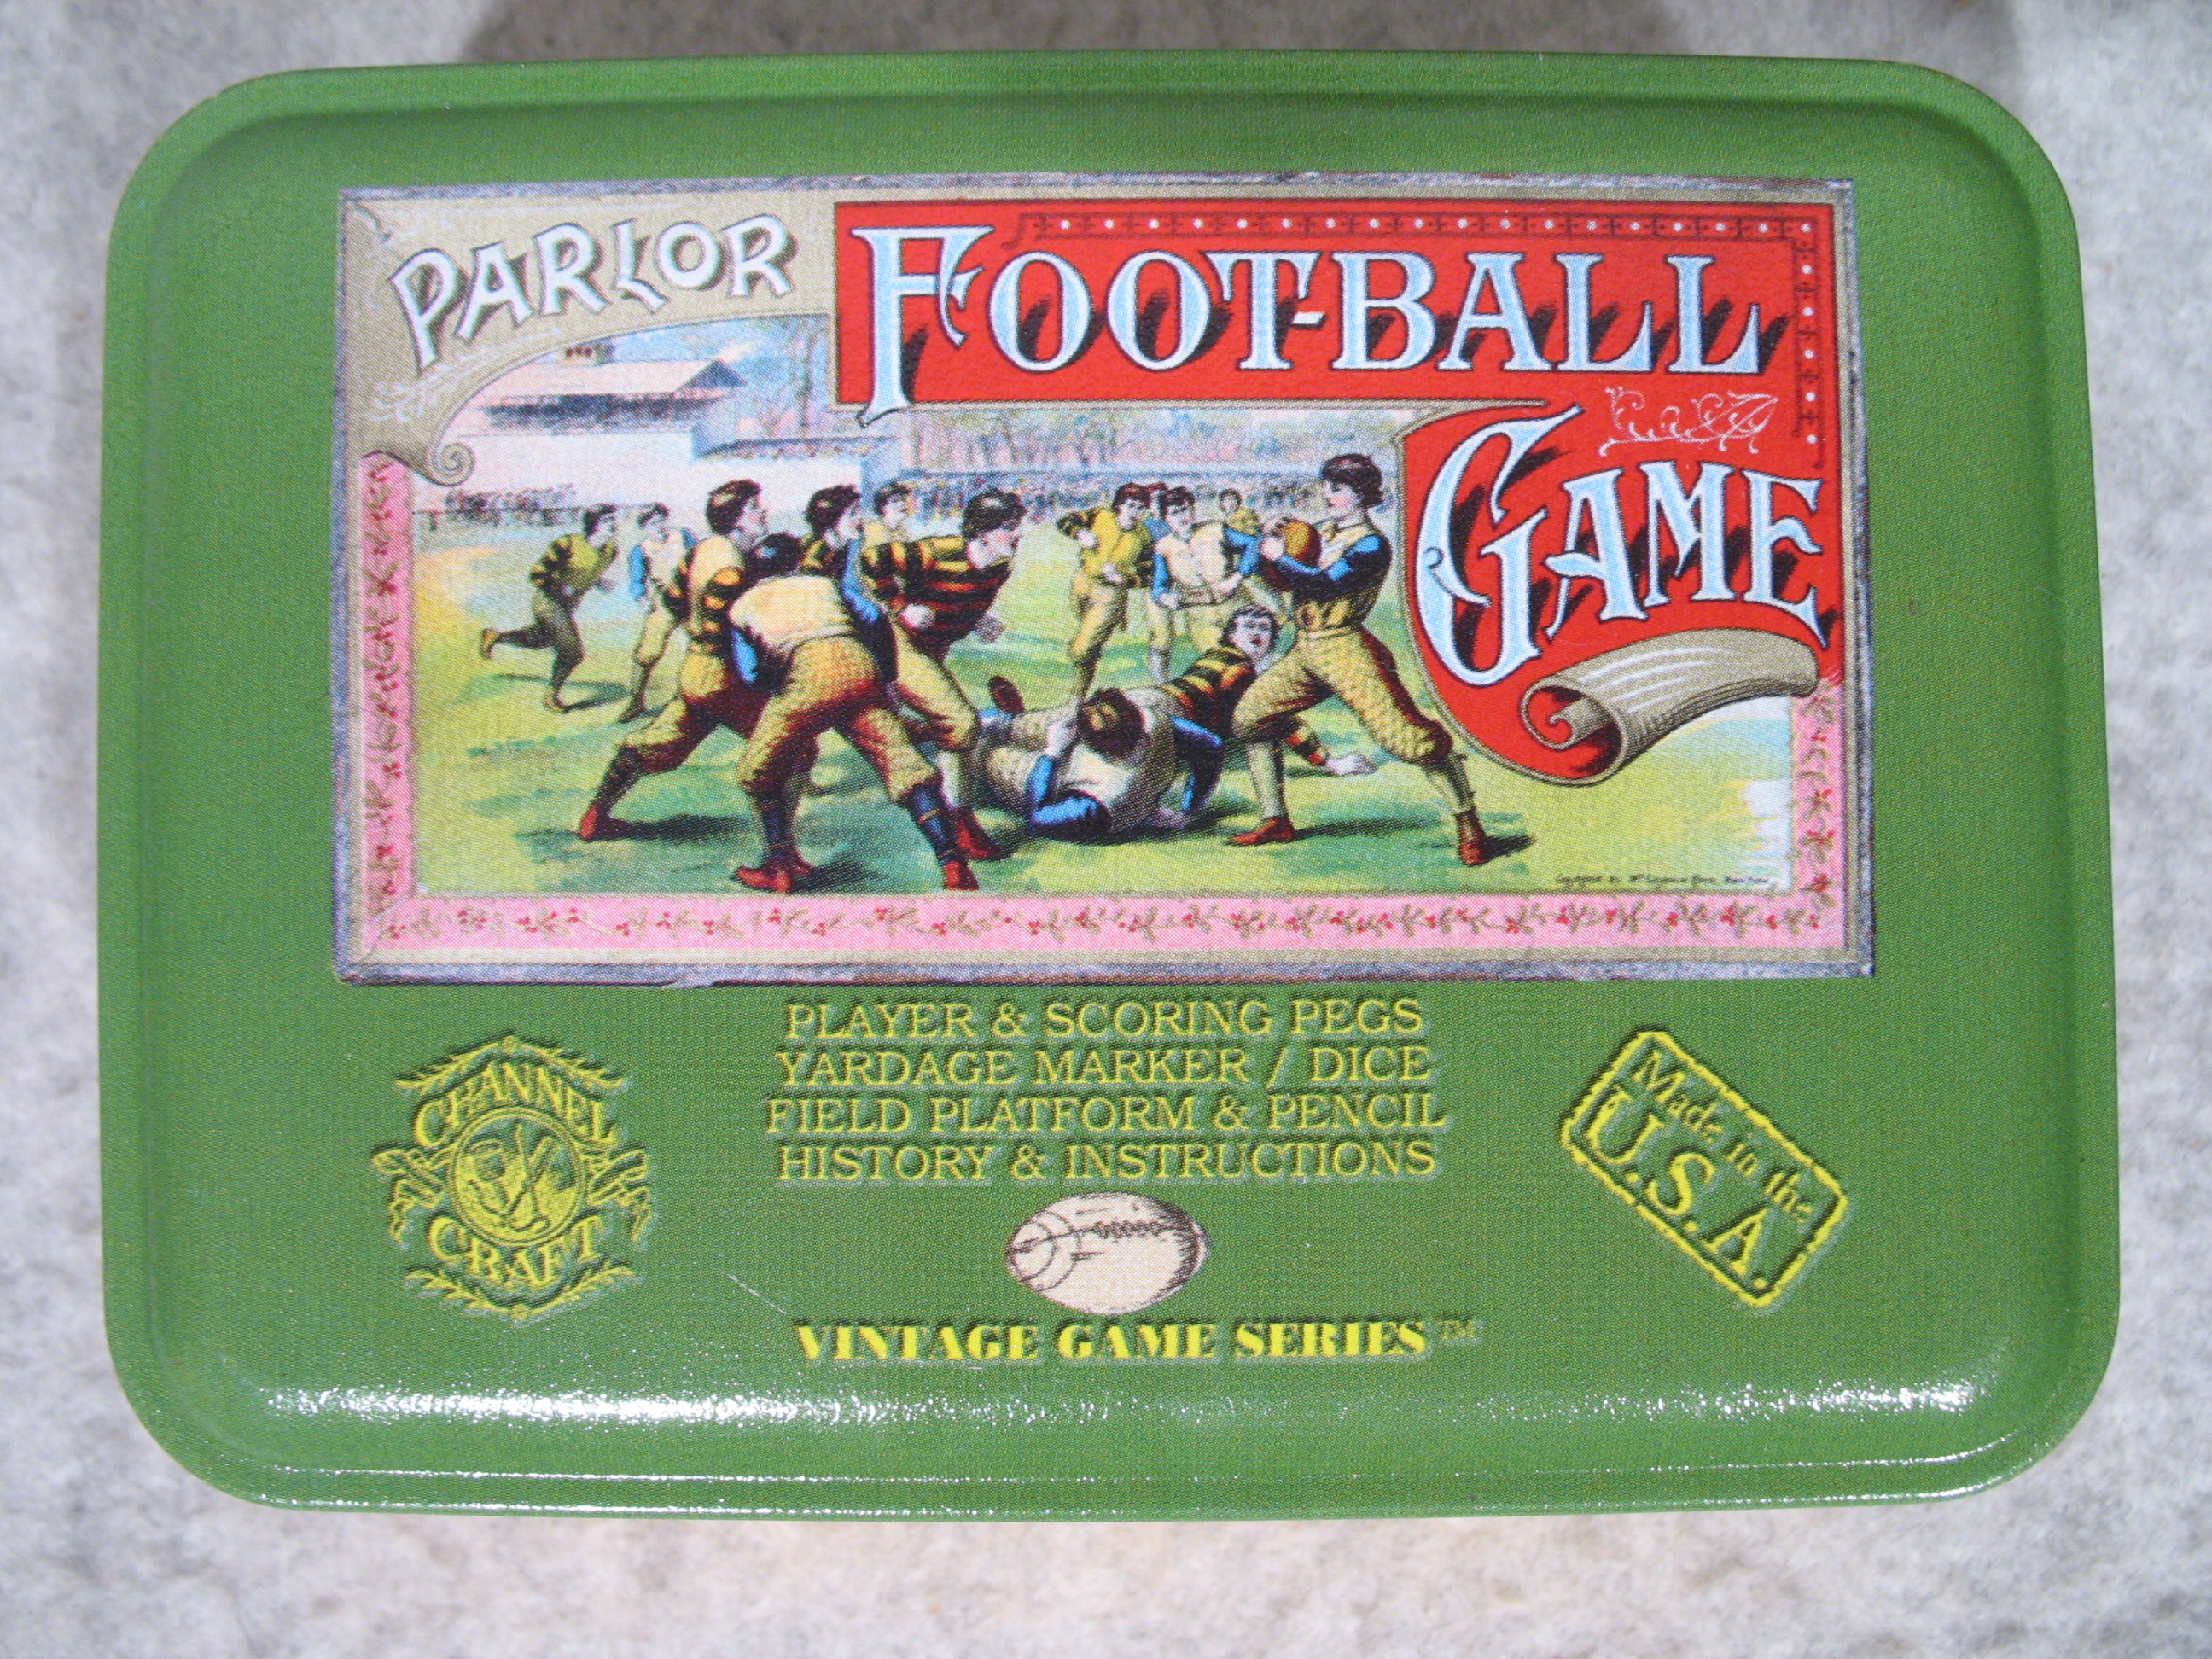 PARLOR
FOOT-BALL
GAME
PLAYER & SCORING PEGS
YARDAGE MARKER / DICE
FIELD PLATFORM & PENCIL
HISTORY & INSTRUCTIONS
CHANNEL
CRAFT
Made in the
U.S.A.
VINTAGE GAME SERIES™